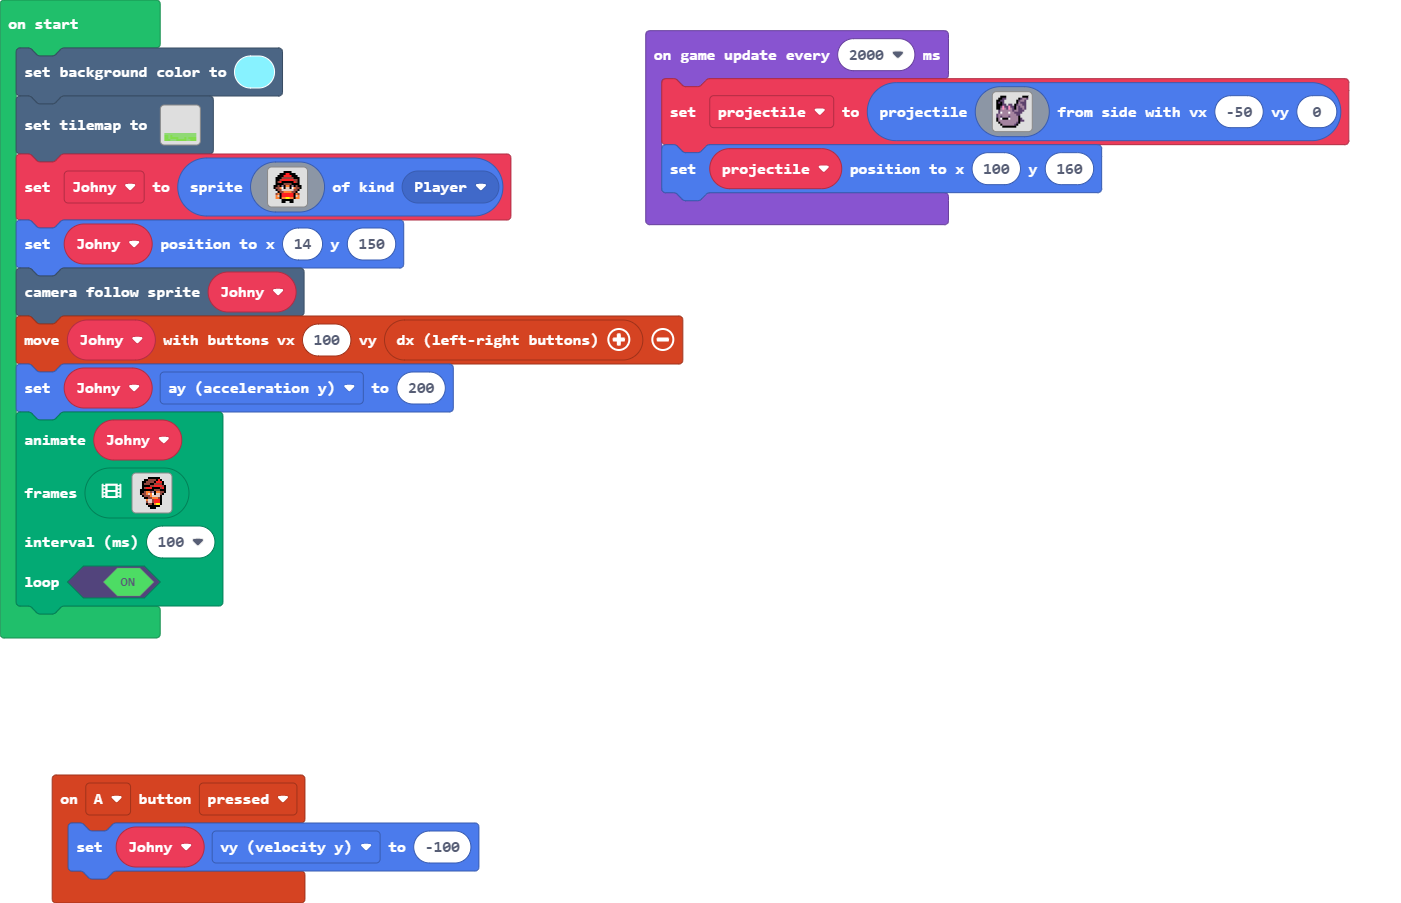 on start
set background color to
set tilemap to
set Johny to sprite of kind Player
set Johny position to x 14 y 150
camera follow sprite Johny
move Johny with buttons vx 100 vy dx (left-right buttons)
set Johny ay (acceleration y) to 200
animate Johny
frames
interval (ms) 100
loop ON
on game update every 2000 ms
set projectile to projectile from side with vx -50 vy 0
set projectile position to x 100 y 160
on A button pressed
set Johny vy (velocity y) to -100